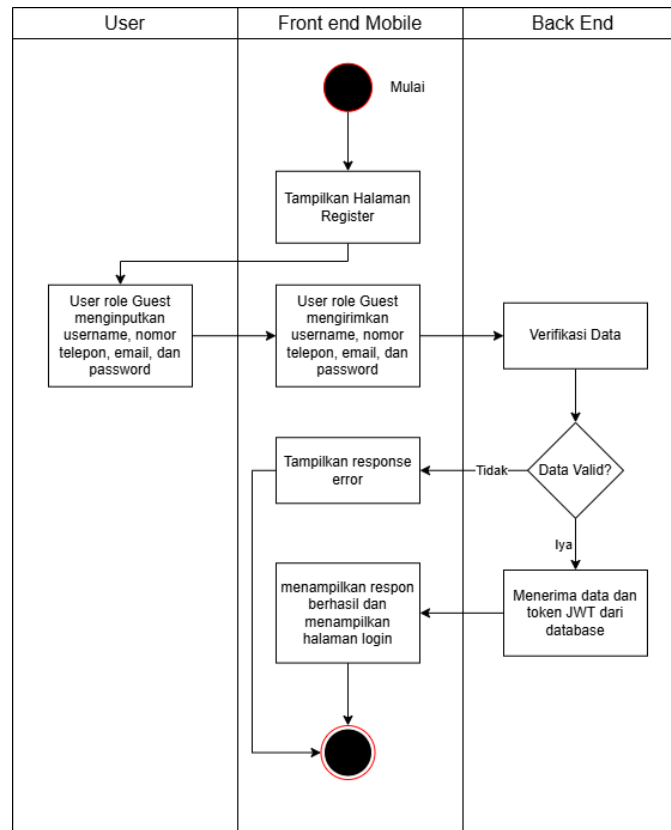 User
Front end Mobile
Back End
Mulai
Tampilkan Halaman
Register
User role Guest
menginputkan
username, nomor
telepon, email, dan
password
User role Guest
mengirimkan
username, nomor
telepon, email, dan
password
Verifikasi Data
Data Valid?
Tidak
Tampilkan response
error
Iya
Menerima data dan
token JWT dari
database
menampilkan respon
berhasil dan
menampilkan
halaman login